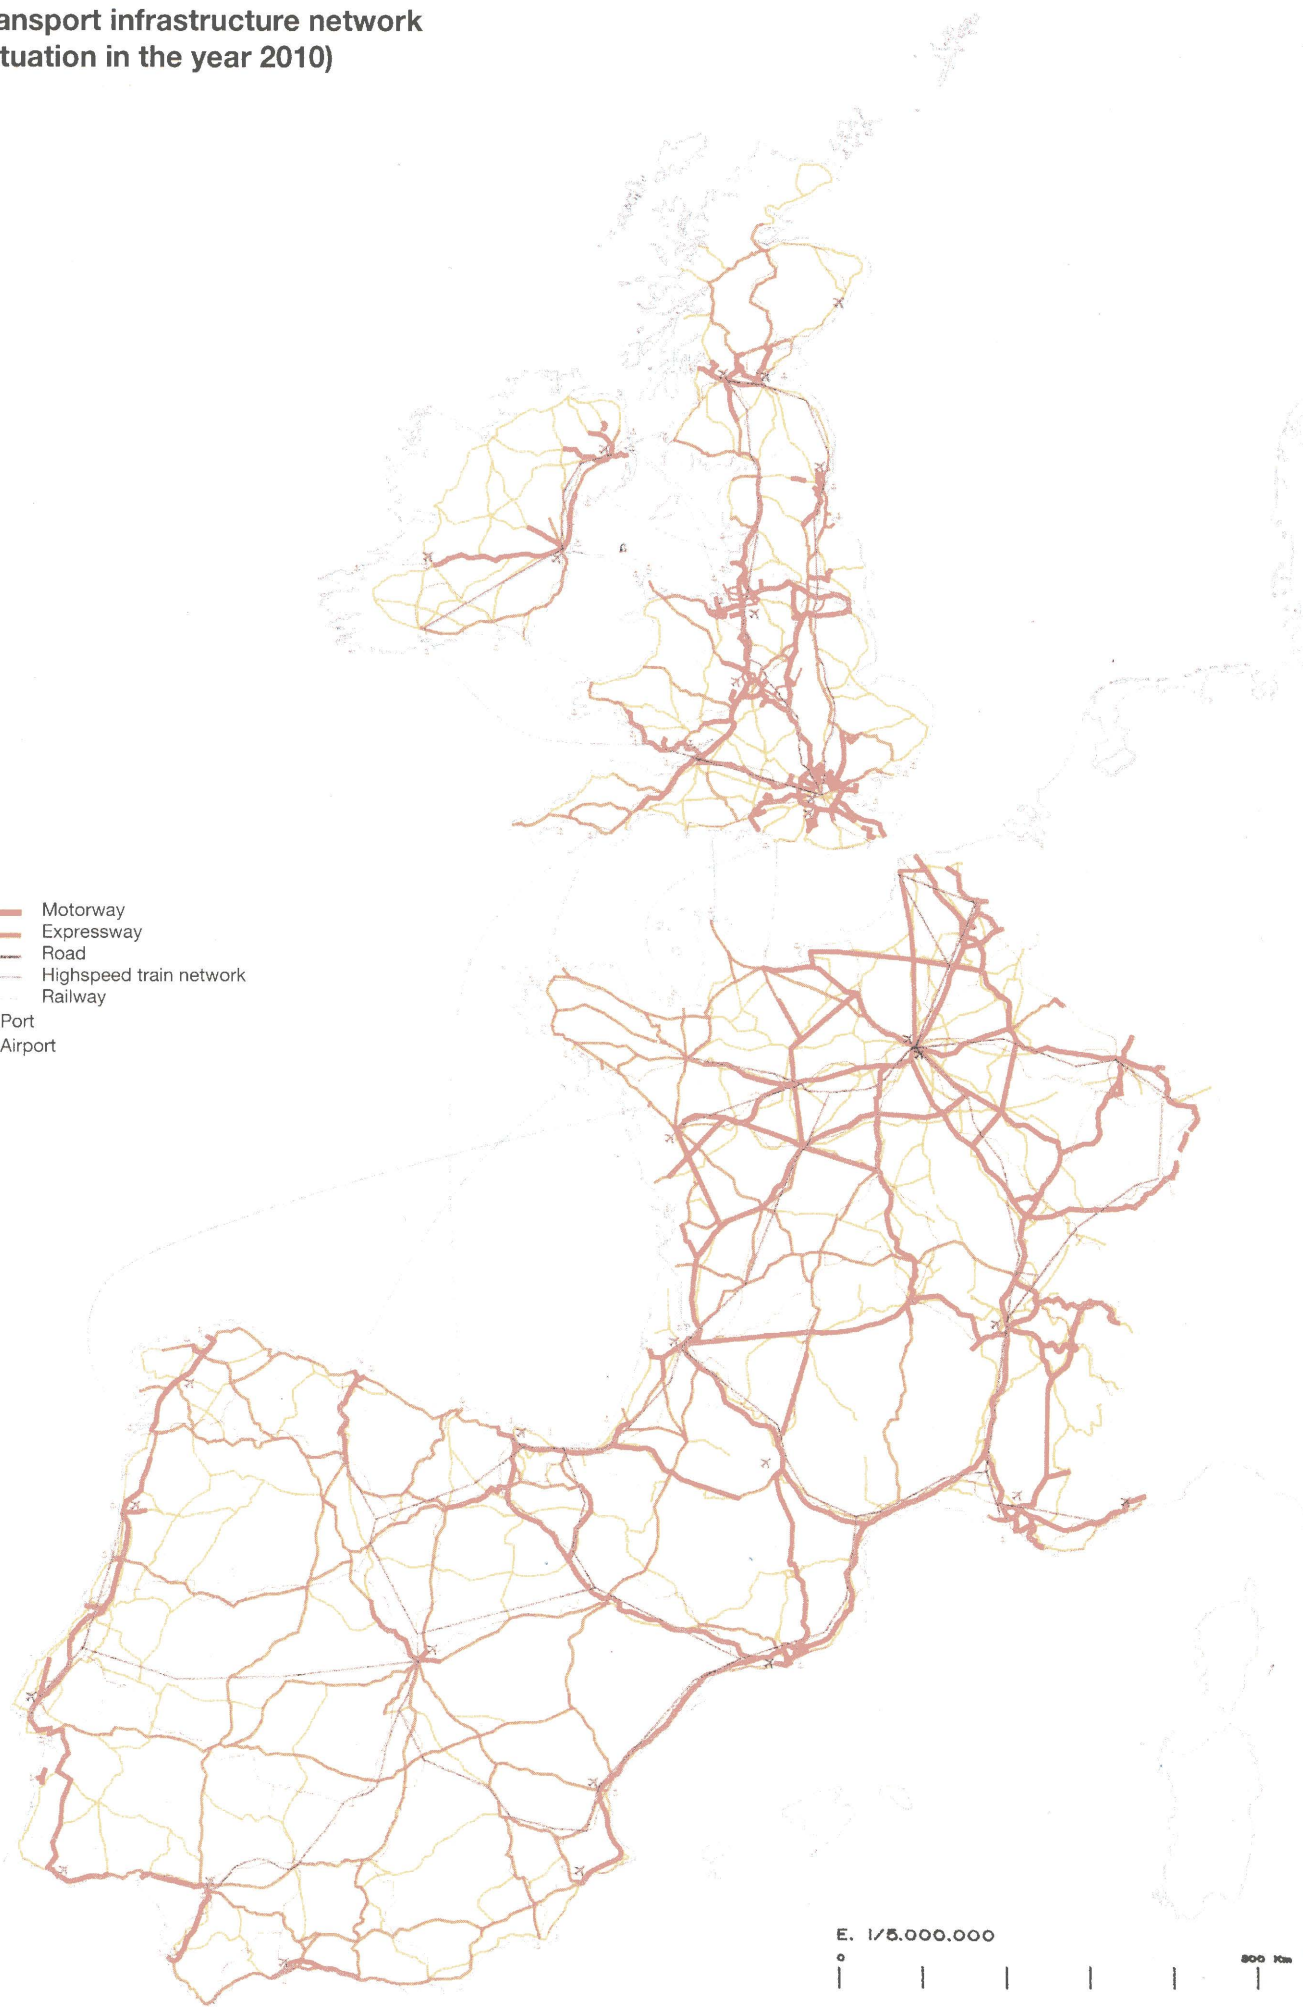 ansport infrastructure network
tuation in the year 2010)
Motorway
Expressway
Road
Highspeed train network
Railway
Port
Airport
E. 1/5.000.000
0
Km